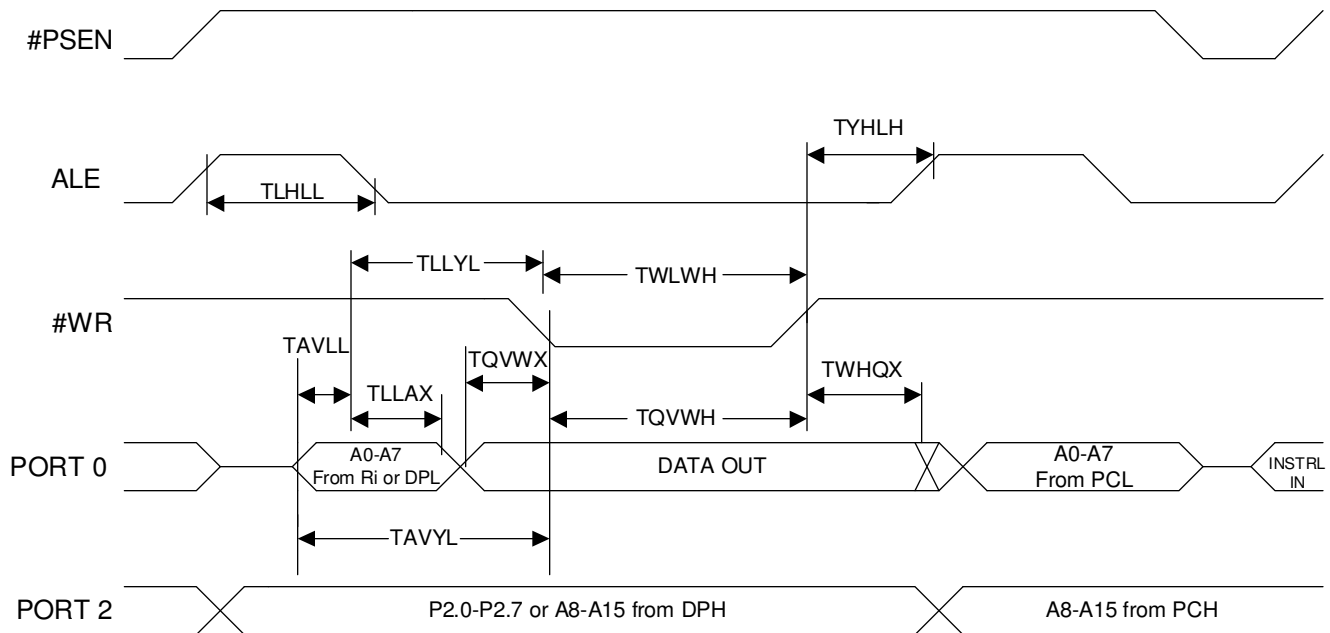 #PSEN
TYHLH
ALE
TLHLL
TLLYL
TWLWH
#WR
TAVLL
TQVWX
TWHQX
TLLAX
TQVWH
PORT 0
A0-A7
From Ri or DPL
DATA OUT
A0-A7
From PCL
INSTRL
IN
TAVYL
PORT 2
P2.0-P2.7 or A8-A15 from DPH
A8-A15 from PCH